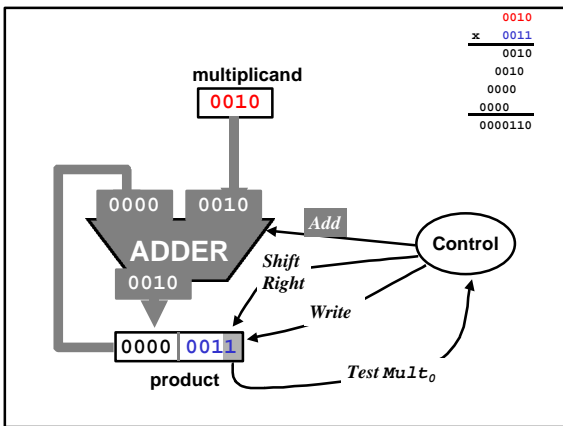 0010
x 0011
0010
0010
0000
0000
0000110
multiplicand
0010
0000 0010
Add
ADDER
Control
Shift
Right
0010
Write
0000 0011
product
Test Mult0